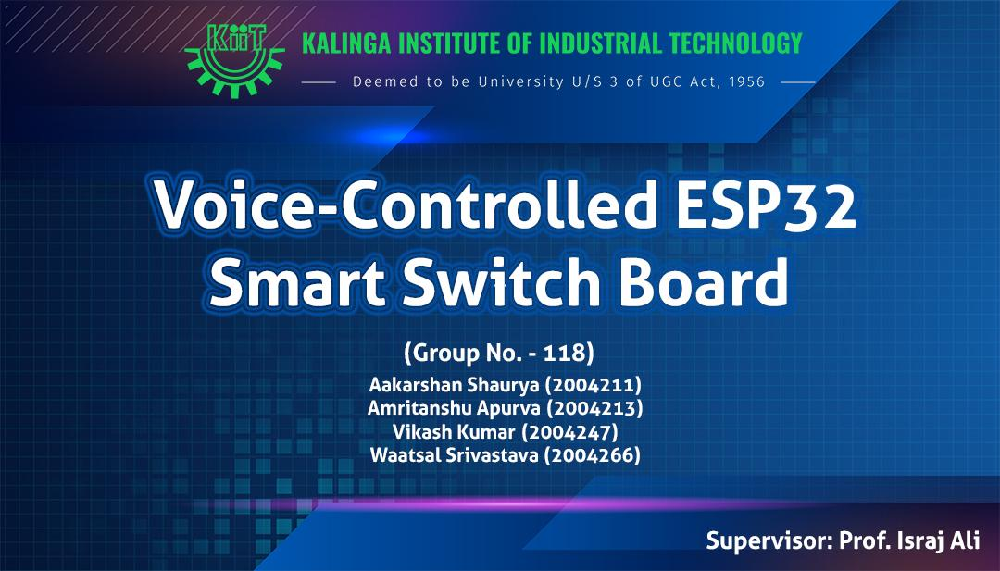 KiiT
KALINGA INSTITUTE OF INDUSTRIAL TECHNOLOGY
Deemed to be University U/S 3 of UGC Act, 1956
Voice-Controlled ESP32
Smart Switch Board
(Group No. - 118)
Aakarshan Shaurya (2004211)
Amritanshu Apurva (2004213)
Vikash Kumar (2004247)
Waatsal Srivastava (2004266)
Supervisor: Prof. Israj Ali